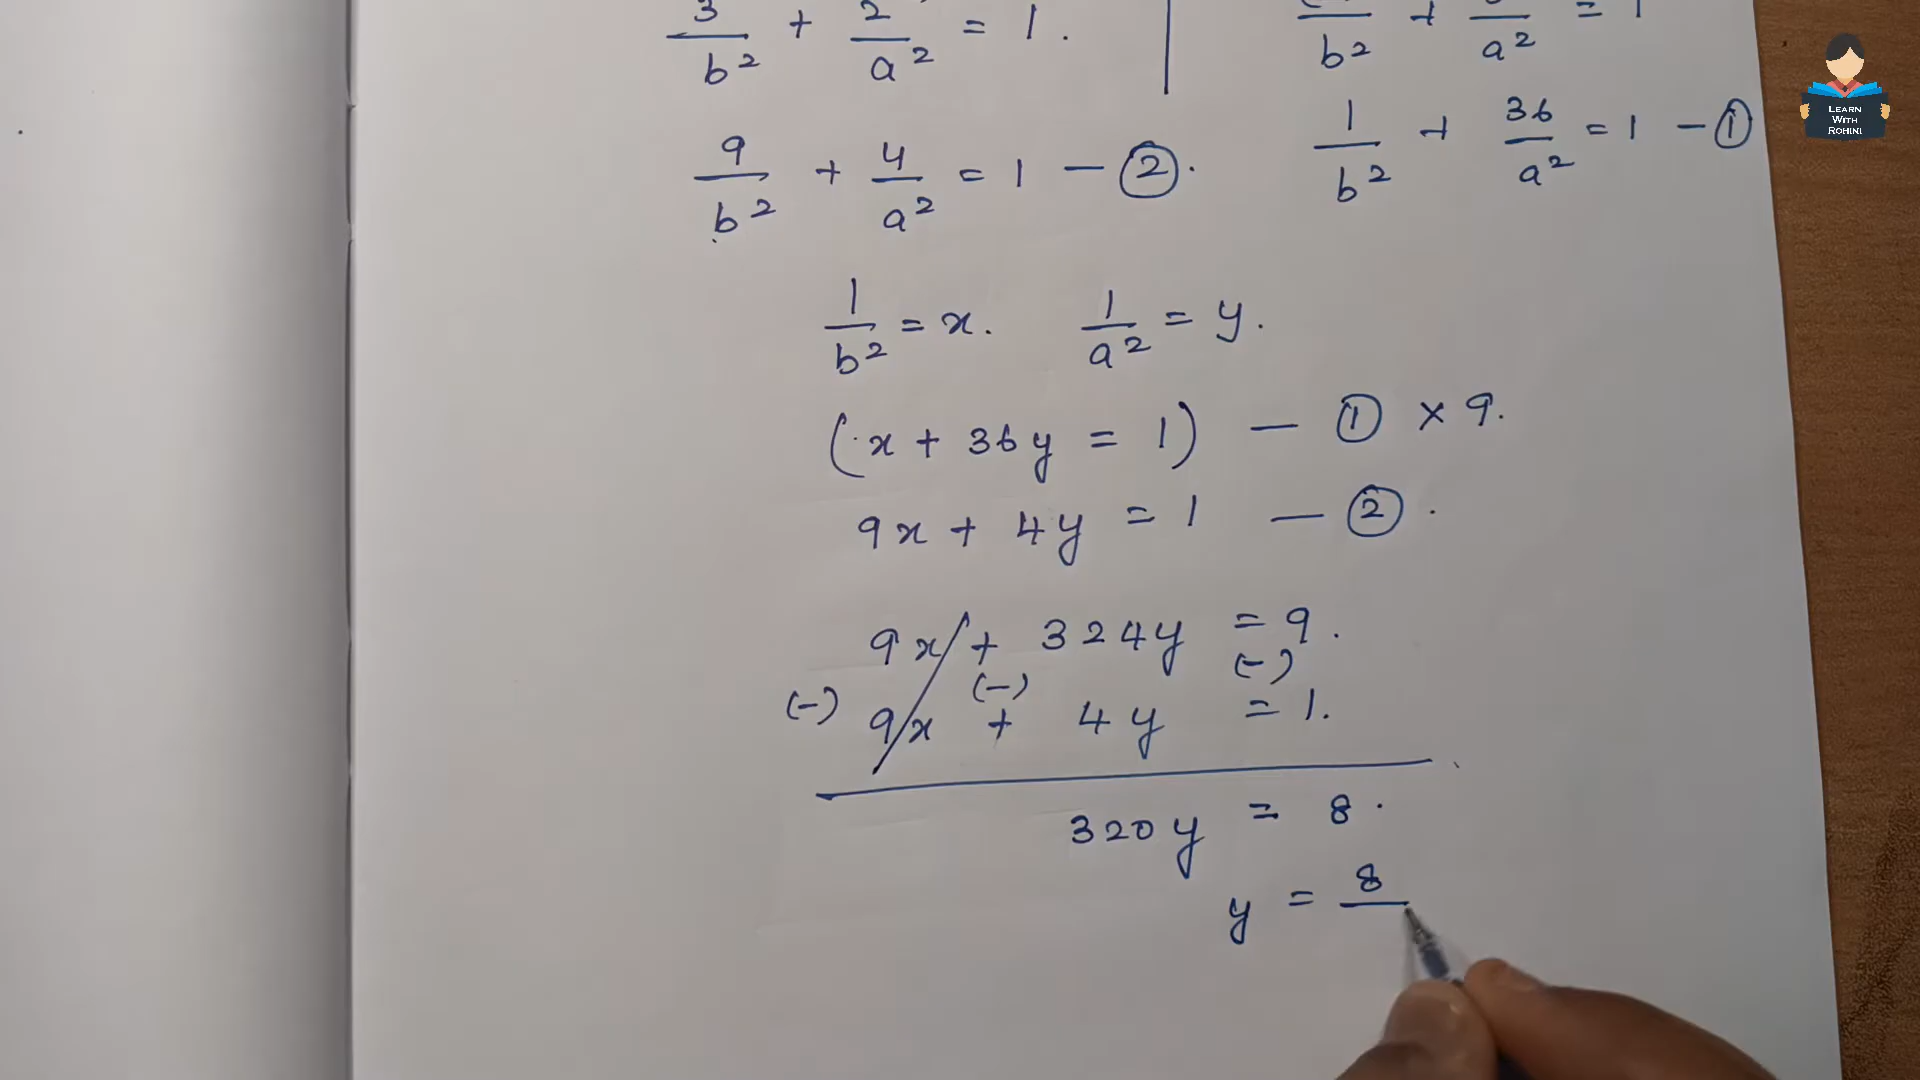 3/b² + 2/a² = 1.
/b² + /a² = 1
9/b² + 4/a² = 1 — ②.
1/b² + 36/a² = 1 — ①
1/b² = x. 1/a² = y.
(x + 36y = 1) — ① × 9.
9x + 4y = 1 — ②.
9x + 324y = 9.
(-) (-) (-)
9x + 4y = 1.
320y = 8.
y = 8/
LEARN
WITH
ROHINI